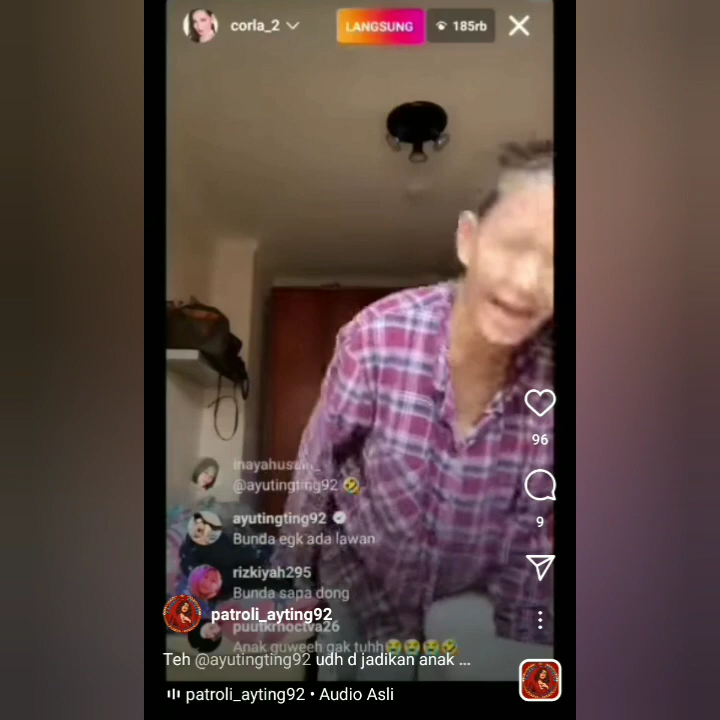 corla_2
LANGSUNG
185rb
@ayutingting92 🤣
96
ayutingting92
Bunda egk ada lawan
9
rizkiyah295
Bunda sapa dong
patroli_ayting92
Anak guweeh gak tuhh😭😭😭🤣
Teh @ayutingting92 udh d jadikan anak ...
patroli_ayting92 • Audio Asli